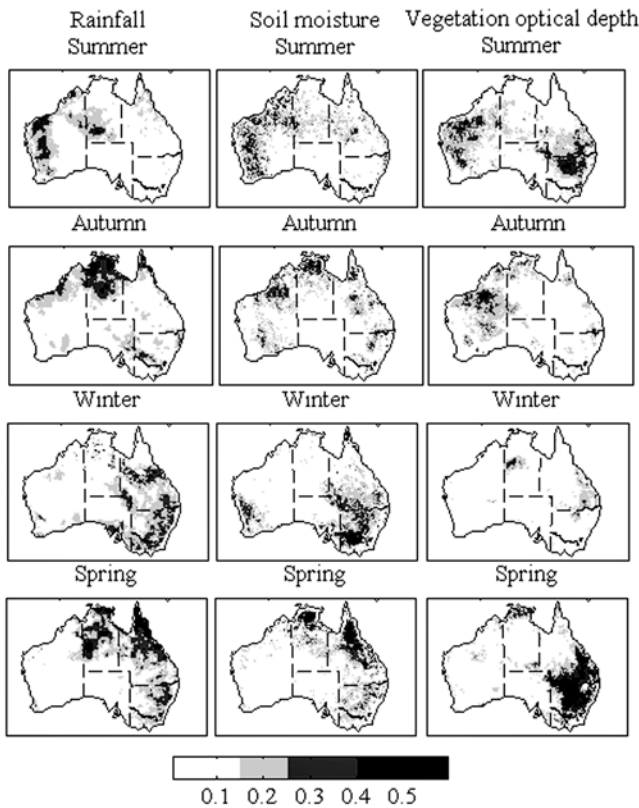 Rainfall Soil moisture Vegetation optical depth
Summer Summer Summer
Autumn Autumn Autumn
Winter Winter Winter
Spring Spring Spring
0.1 0.2 0.3 0.4 0.5